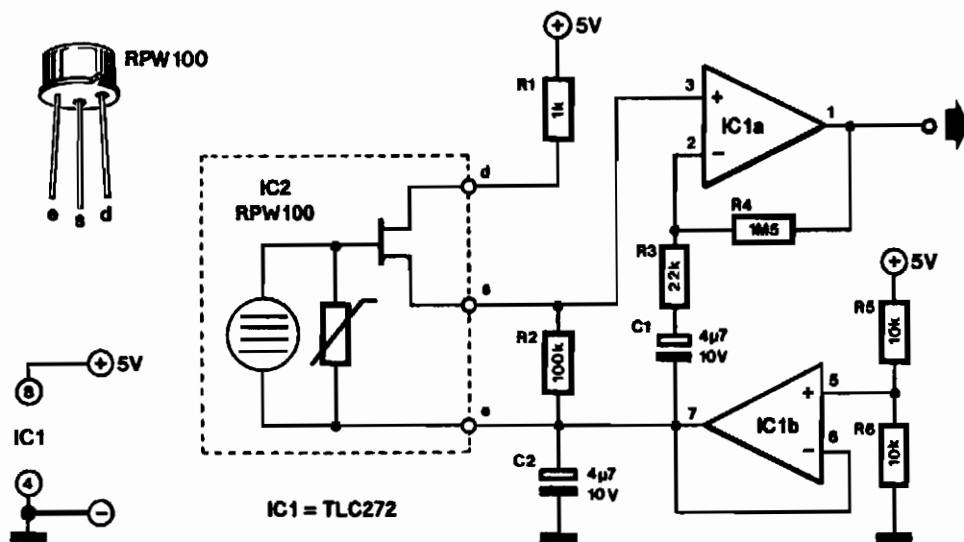 RPW100
e s d
5V
R1
1k
3
+
IC1a
1
2
−
d
IC2
RPW100
R4
1M5
R3
22k
5V
s
R5
10k
C1
4µ7
10V
R2
100k
+
5V
8
e
7
+
5
IC1b
−
6
R6
10k
IC1
C2
4µ7
10V
4
−
IC1 = TLC272